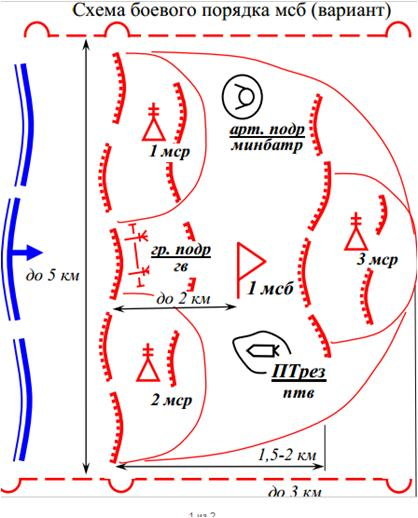 Схема боевого порядка мсб (вариант)
арт. подр
минбатр
1 мср
гр. подр
гв
3 мср
до 5 км
1 мсб
до 2 км
ПТрез
птв
2 мср
1,5-2 км
до 3 км
1 из 2